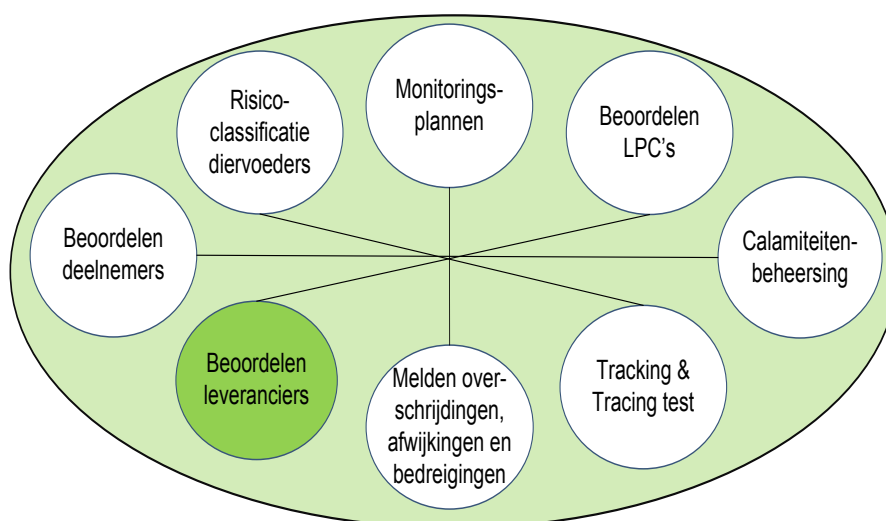 Risico-
classificatie
diervoeders
Monitorings-
plannen
Beoordelen
LPC's
Beoordelen
deelnemers
Calamiteiten-
beheersing
Beoordelen
leveranciers
Melden over-
schrijdingen,
afwijkingen en
bedreigingen
Tracking &
Tracing test